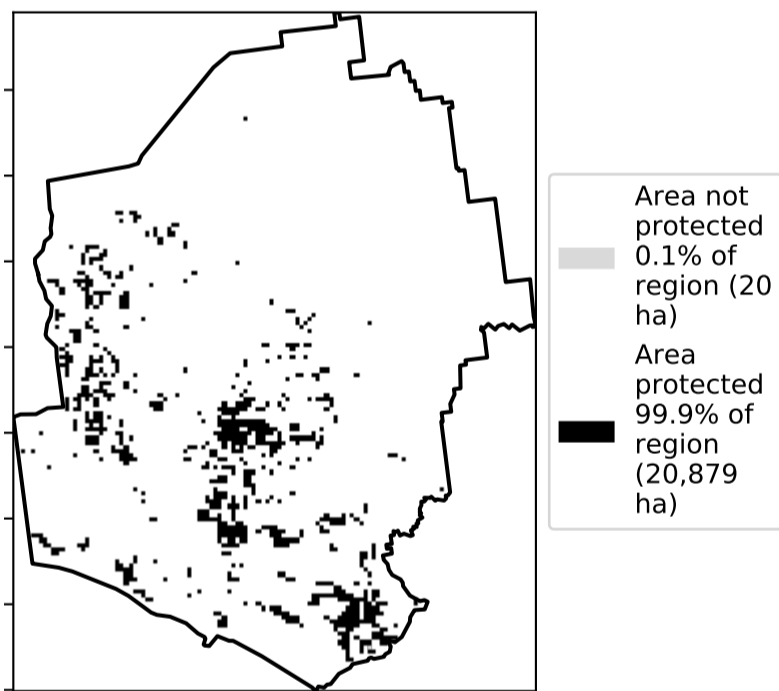 Area not
protected
0.1% of
region (20
ha)
Area
protected
99.9% of
region
(20,879
ha)